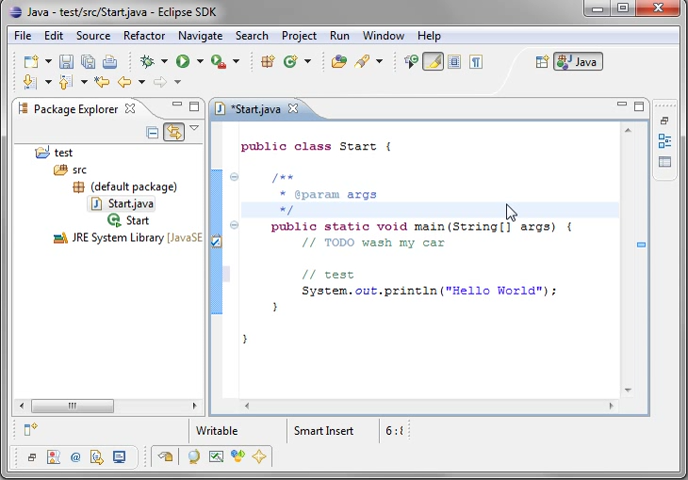 Java - test/src/Start.java - Eclipse SDK
File Edit Source Refactor Navigate Search Project Run Window Help
Java
Package Explorer
*Start.java
test
src
(default package)
Start.java
Start
JRE System Library [JavaSE
public class Start {
/**
* @param args
*/
public static void main(String[] args) {
// TODO wash my car
// test
System.out.println("Hello World");
}
}
Writable Smart Insert 6 :